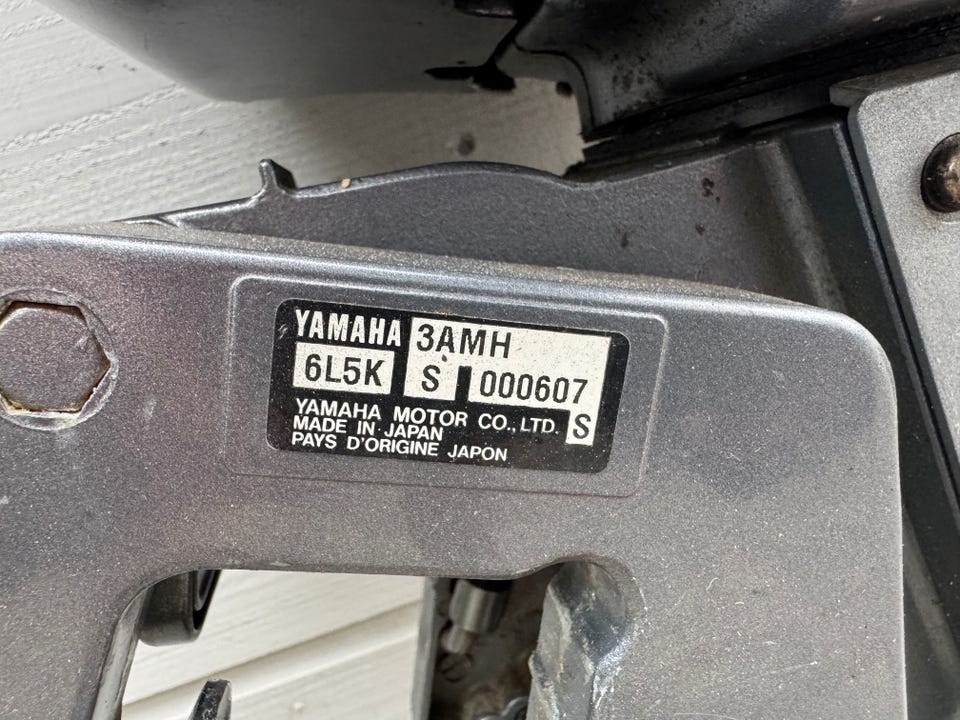 YAMAHA 3AMH
6L5K S 000607
YAMAHA MOTOR CO., LTD. S
MADE IN JAPAN
PAYS D'ORIGINE JAPON